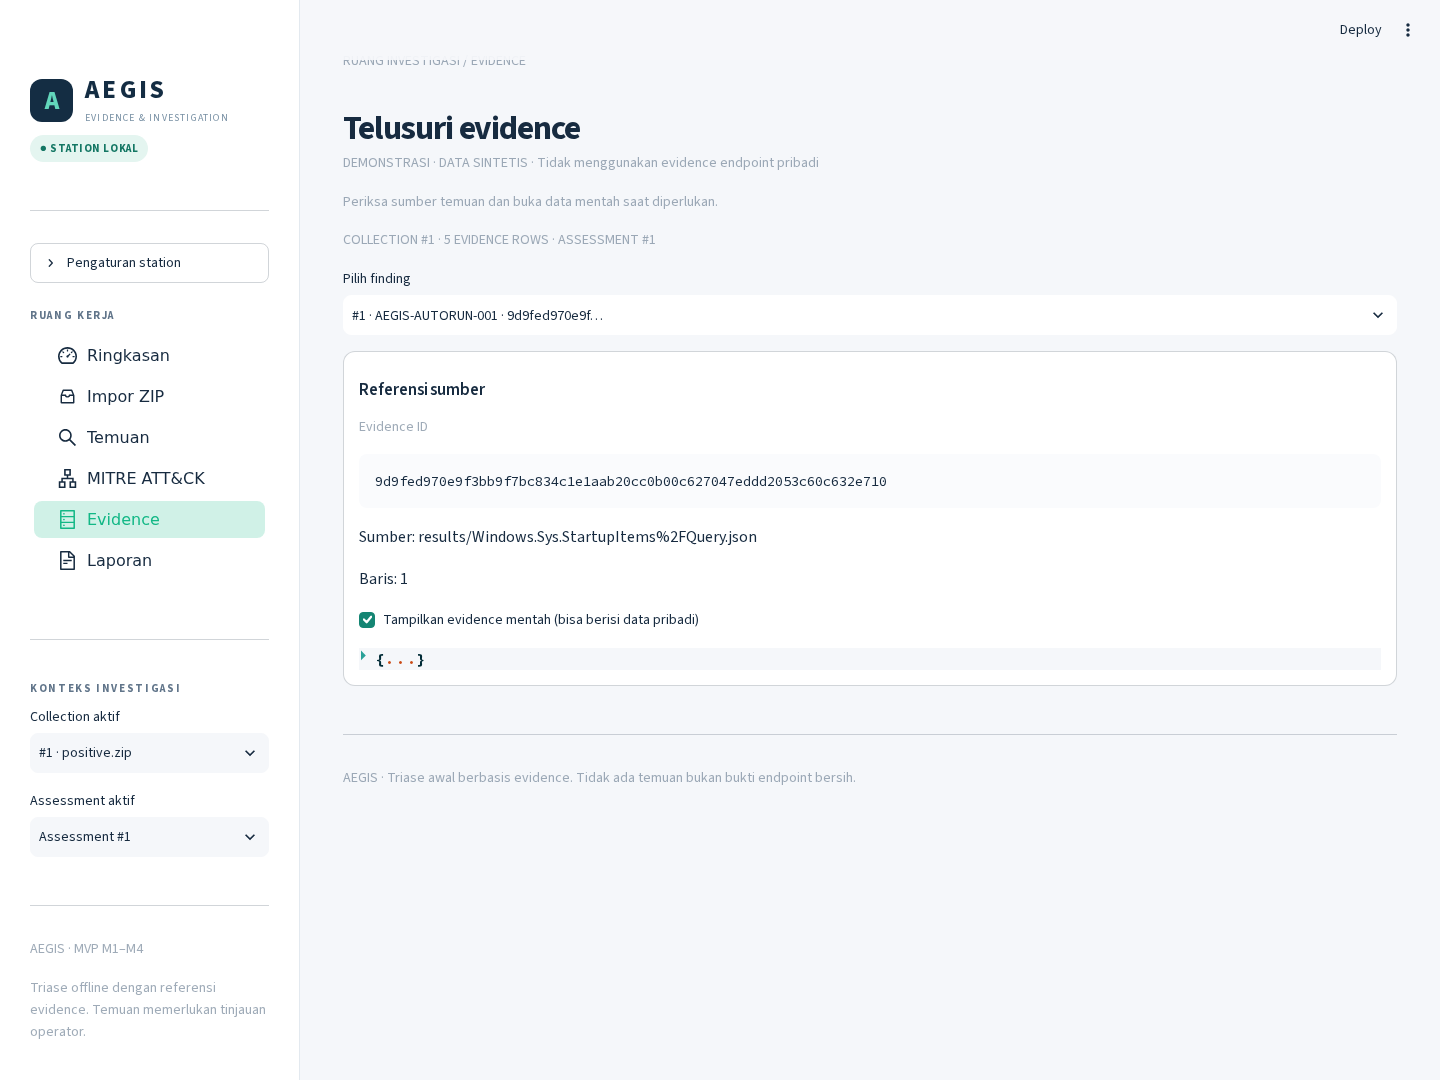 Deploy
A
AEGIS
EVIDENCE & INVESTIGATION
STATION LOKAL
Pengaturan station
RUANG KERJA
Ringkasan
Impor ZIP
Temuan
MITRE ATT&CK
Evidence
Laporan
KONTEKS INVESTIGASI
Collection aktif
#1 · positive.zip
Assessment aktif
Assessment #1
AEGIS · MVP M1–M4
Triase offline dengan referensi
evidence. Temuan memerlukan tinjauan
operator.
RUANG INVESTIGASI / EVIDENCE
Telusuri evidence
DEMONSTRASI · DATA SINTETIS · Tidak menggunakan evidence endpoint pribadi
Periksa sumber temuan dan buka data mentah saat diperlukan.
COLLECTION #1 · 5 EVIDENCE ROWS · ASSESSMENT #1
Pilih finding
#1 · AEGIS-AUTORUN-001 · 9d9fed970e9f…
Referensi sumber
Evidence ID
9d9fed970e9f3bb9f7bc834c1e1aab20cc0b00c627047eddd2053c60c632e710
Sumber: results/Windows.Sys.StartupItems%2FQuery.json
Baris: 1
Tampilkan evidence mentah (bisa berisi data pribadi)
{...}
AEGIS · Triase awal berbasis evidence. Tidak ada temuan bukan bukti endpoint bersih.